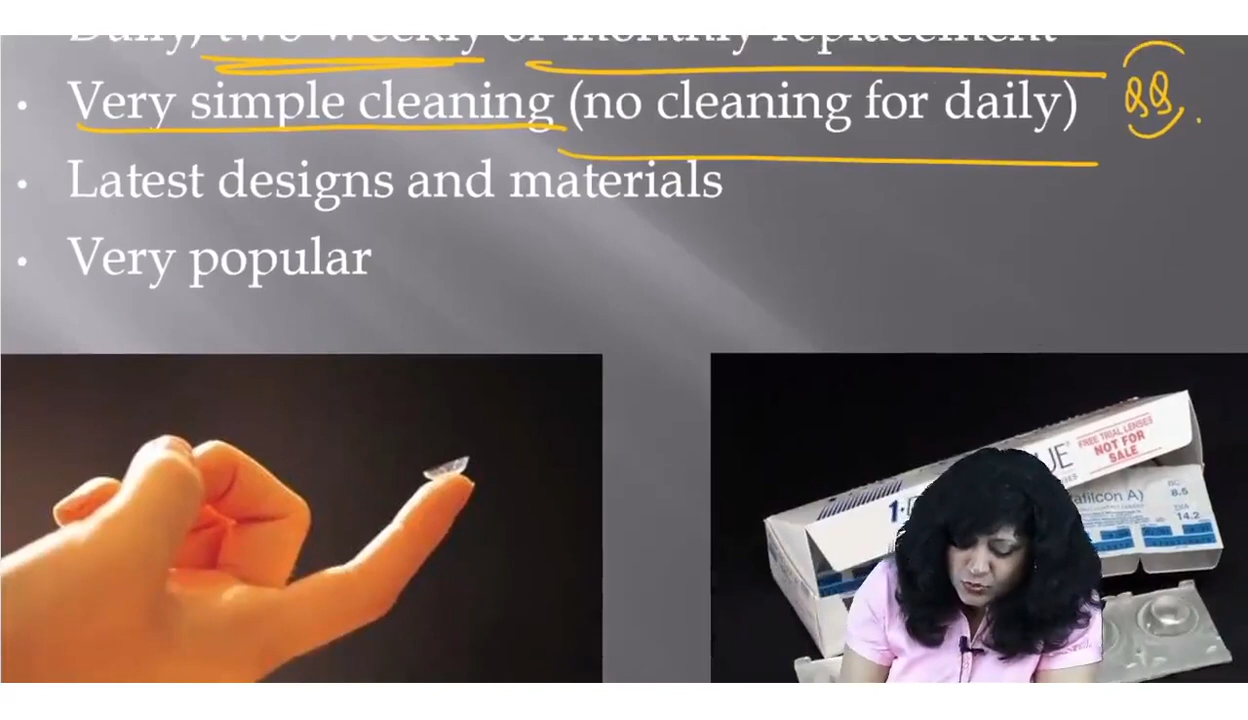 Daily, two weekly or monthly replacement
• Very simple cleaning (no cleaning for daily)
• Latest designs and materials
• Very popular
UE®
FREE TRIAL LENSES
NOT FOR
SALE
1·
afilcon A)
BC
8.5
DIA
14.2